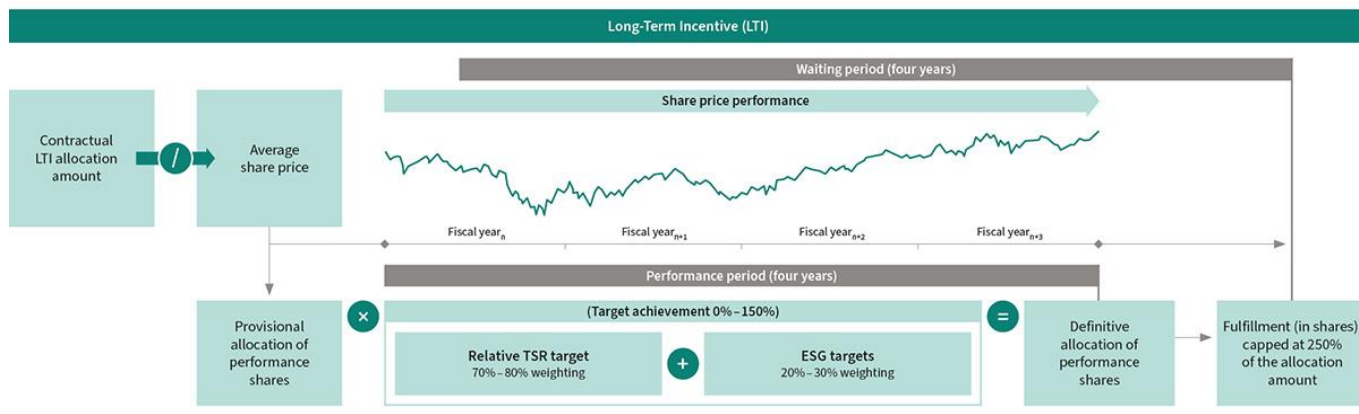 Long-Term Incentive (LTI)
Waiting period (four years)
Share price performance
Contractual
LTI allocation
amount
/
Average
share price
Fiscal yearₙ
Fiscal yearₙ₊₁
Fiscal yearₙ₊₂
Fiscal yearₙ₊₃
Performance period (four years)
Provisional
allocation of
performance
shares
×
(Target achievement 0%–150%)
Relative TSR target
70%–80% weighting
+
ESG targets
20%–30% weighting
=
Definitive
allocation of
performance
shares
Fulfillment (in shares)
capped at 250%
of the allocation
amount